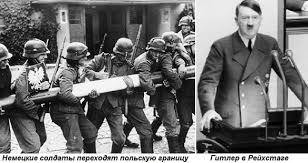 Немецкие солдаты переходят польскую границу
Гитлер в Рейхстаге